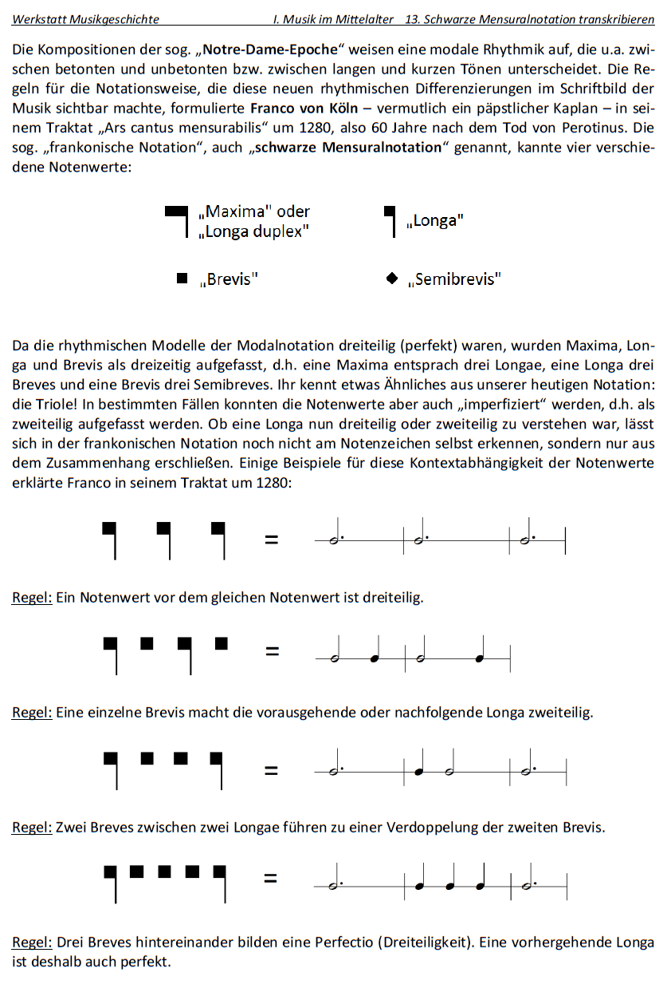 Werkstatt Musikgeschichte I. Musik im Mittelalter 13. Schwarze Mensuralnotation transkribieren
Die Kompositionen der sog. „Notre-Dame-Epoche“ weisen eine modale Rhythmik auf, die u.a. zwi-
schen betonten und unbetonten bzw. zwischen langen und kurzen Tönen unterscheidet. Die Re-
geln für die Notationsweise, die diese neuen rhythmischen Differenzierungen im Schriftbild der
Musik sichtbar machte, formulierte Franco von Köln – vermutlich ein päpstlicher Kaplan – in sei-
nem Traktat „Ars cantus mensurabilis“ um 1280, also 60 Jahre nach dem Tod von Perotinus. Die
sog. „frankonische Notation“, auch „schwarze Mensuralnotation“ genannt, kannte vier verschie-
dene Notenwerte:
„Maxima" oder
„Longa duplex"
„Longa"
„Brevis"
„Semibrevis"
Da die rhythmischen Modelle der Modalnotation dreiteilig (perfekt) waren, wurden Maxima, Lon-
ga und Brevis als dreizeitig aufgefasst, d.h. eine Maxima entsprach drei Longae, eine Longa drei
Breves und eine Brevis drei Semibreves. Ihr kennt etwas Ähnliches aus unserer heutigen Notation:
die Triole! In bestimmten Fällen konnten die Notenwerte aber auch „imperfiziert“ werden, d.h. als
zweiteilig aufgefasst werden. Ob eine Longa nun dreiteilig oder zweiteilig zu verstehen war, lässt
sich in der frankonischen Notation noch nicht am Notenzeichen selbst erkennen, sondern nur aus
dem Zusammenhang erschließen. Einige Beispiele für diese Kontextabhängigkeit der Notenwerte
erklärte Franco in seinem Traktat um 1280:
=
Regel: Ein Notenwert vor dem gleichen Notenwert ist dreiteilig.
=
Regel: Eine einzelne Brevis macht die vorausgehende oder nachfolgende Longa zweiteilig.
=
Regel: Zwei Breves zwischen zwei Longae führen zu einer Verdoppelung der zweiten Brevis.
=
Regel: Drei Breves hintereinander bilden eine Perfectio (Dreiteiligkeit). Eine vorhergehende Longa
ist deshalb auch perfekt.